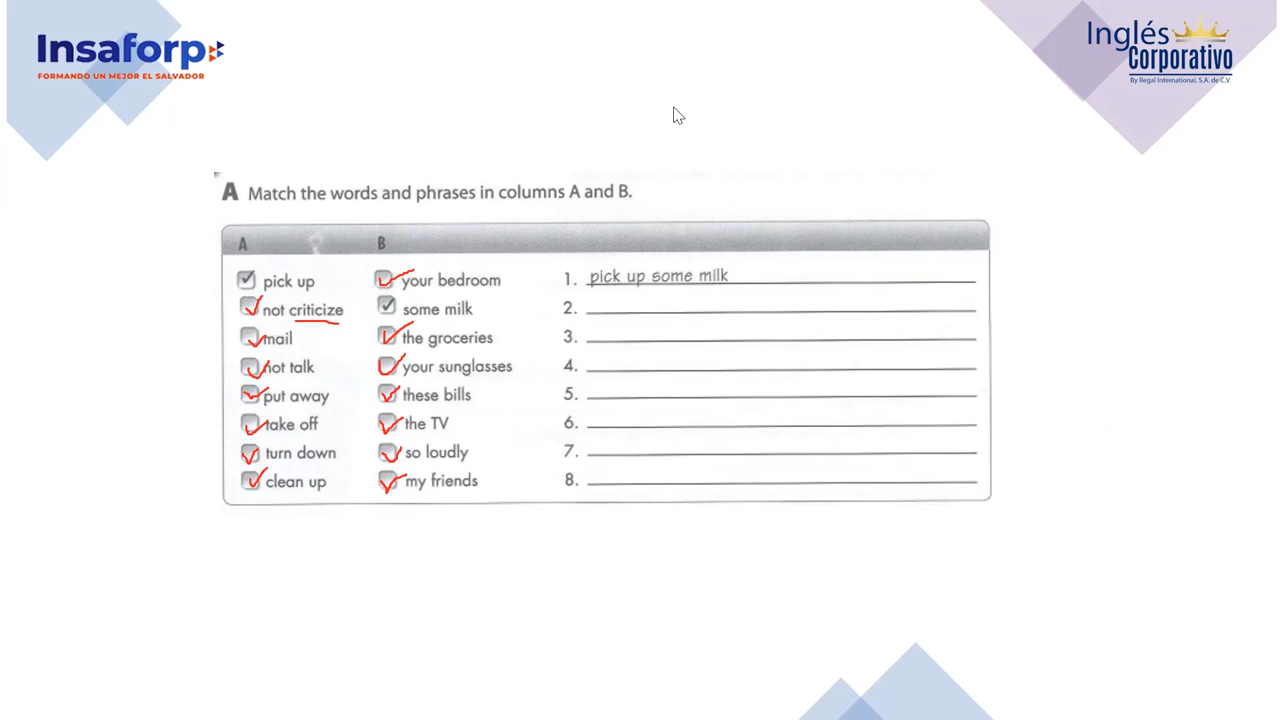 Insaforp
FORMANDO UN MEJOR EL SALVADOR
Inglés
Corporativo
By Regal International, S.A. de C.V.
A Match the words and phrases in columns A and B.
A B
pick up your bedroom 1. pick up some milk
not criticize some milk 2.
mail the groceries 3.
not talk your sunglasses 4.
put away these bills 5.
take off the TV 6.
turn down so loudly 7.
clean up my friends 8.